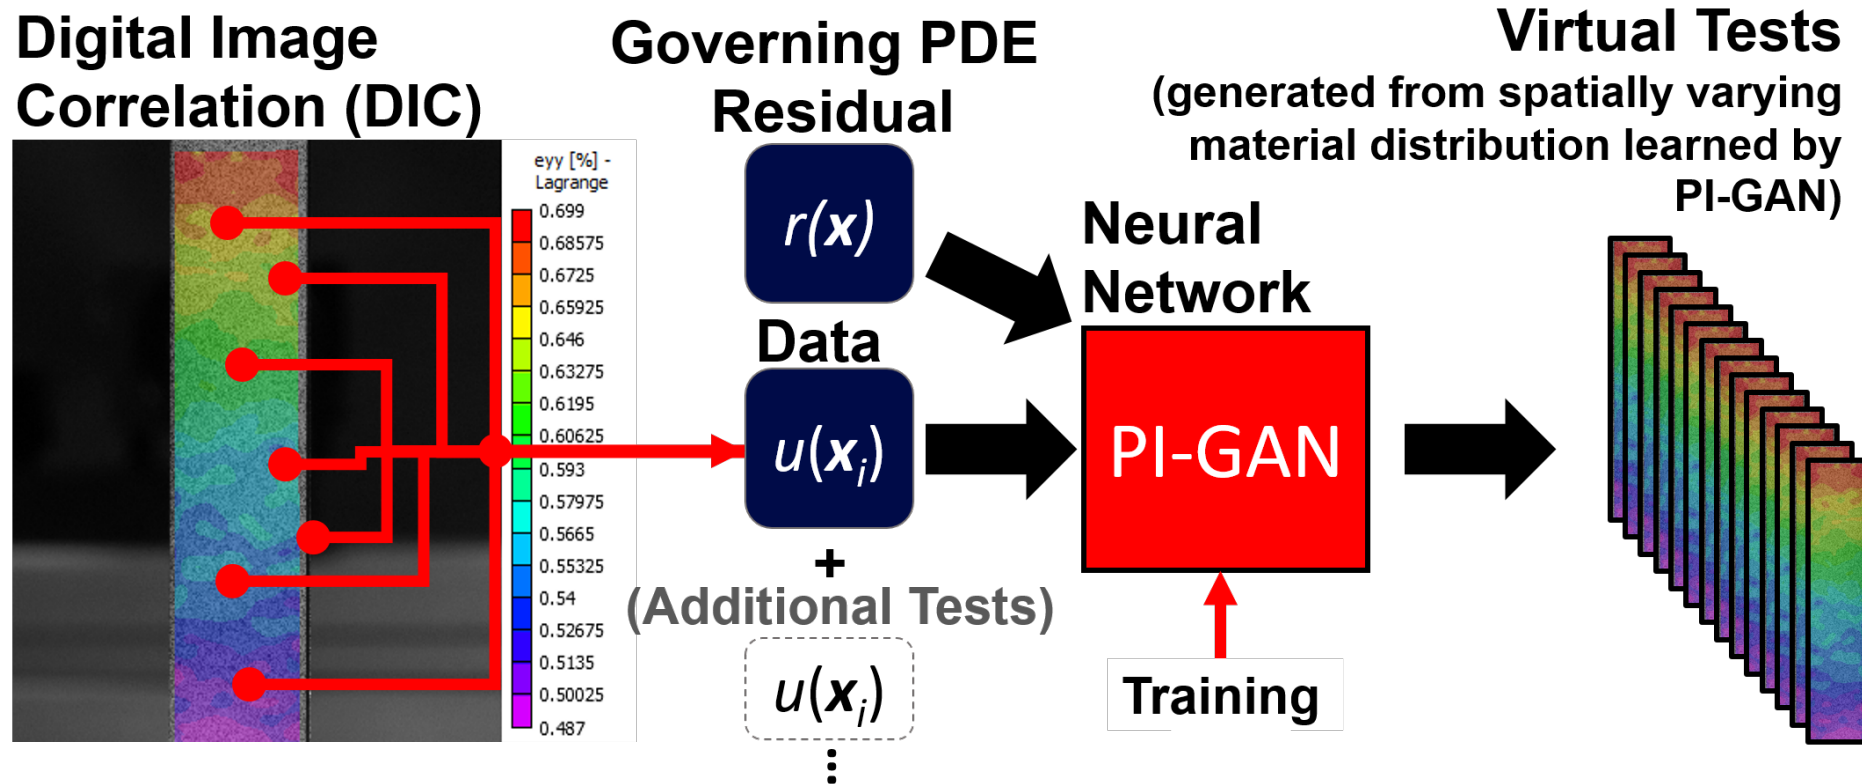 Digital Image
Correlation (DIC)
eyy [%] -
Lagrange
0.699
0.68575
0.6725
0.65925
0.646
0.63275
0.6195
0.60625
0.593
0.57975
0.5665
0.55325
0.54
0.52675
0.5135
0.50025
0.487
Governing PDE
Residual
r(x)
Data
u(xᵢ)
+
(Additional Tests)
u(xᵢ)
⋮
Neural
Network
PI-GAN
Training
Virtual Tests
(generated from spatially varying
material distribution learned by
PI-GAN)